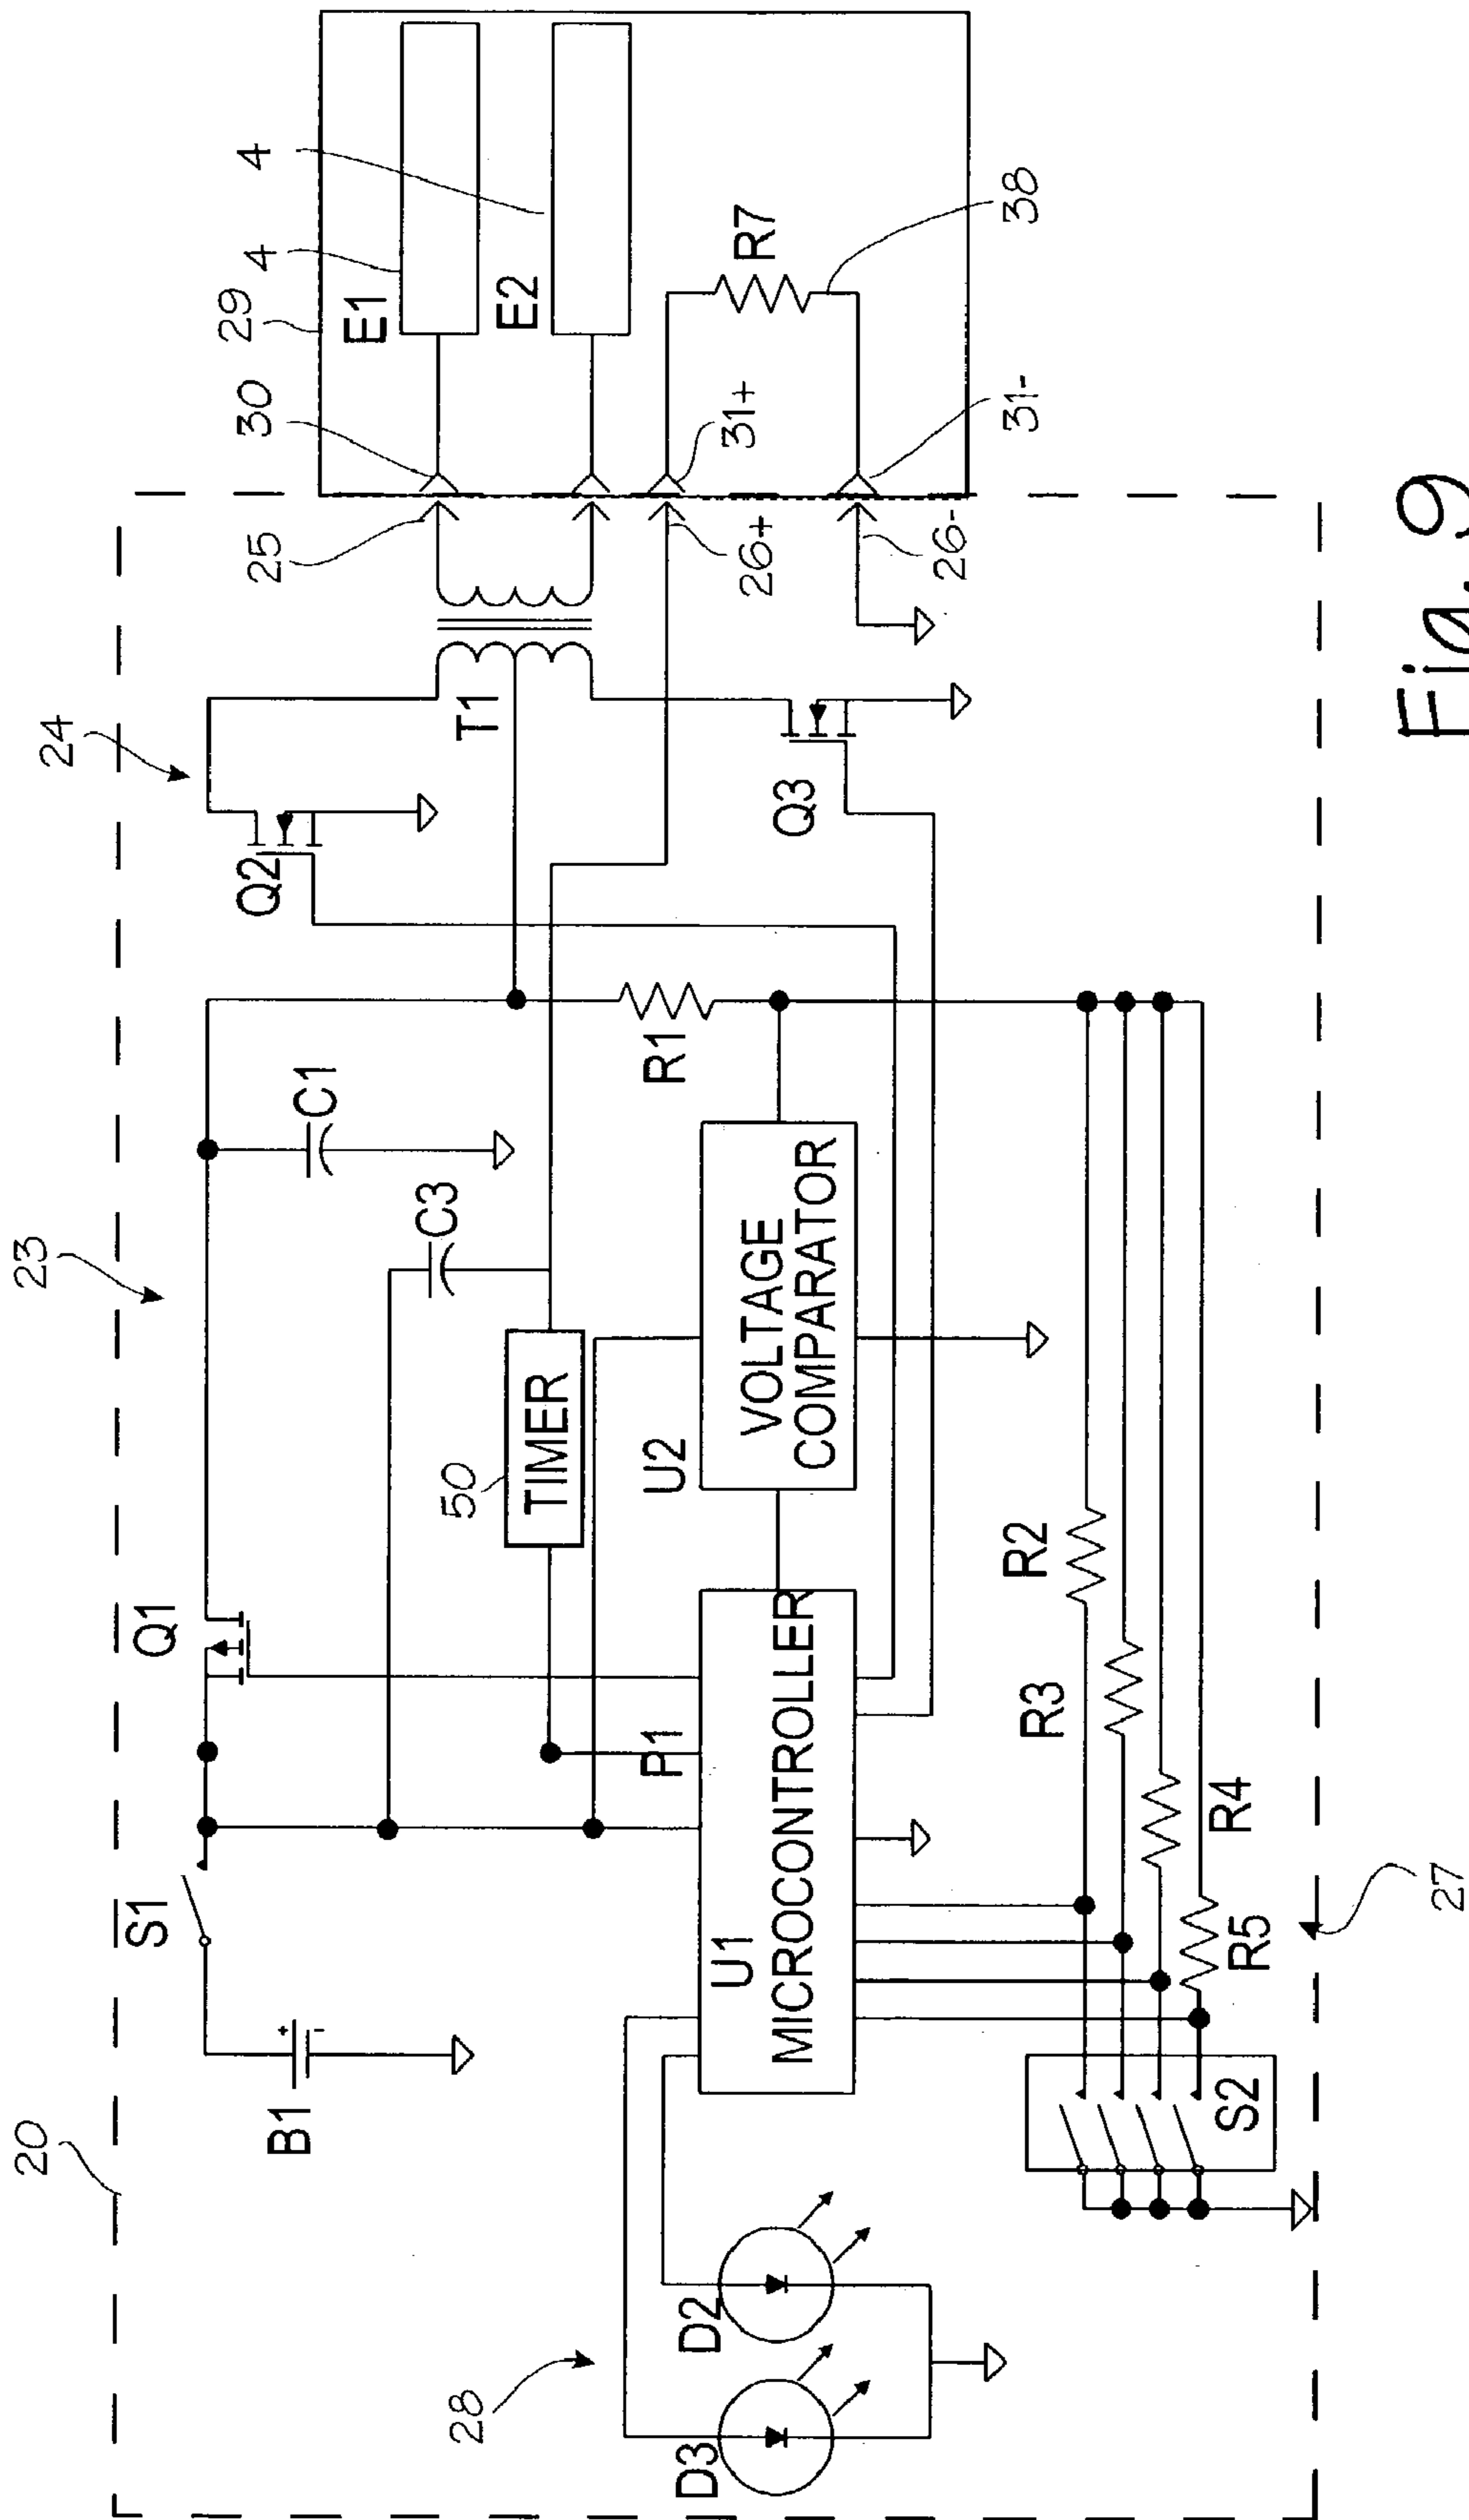 20
23
24
25
30
29
4
4
S1
Q1
B1
C1
C3
50
TIMER
Q2
T1
E1
E2
R7
26+
31+
26-
31-
38
28
D3
D2
U1
MICROCONTROLLER
P1
U2
VOLTAGE
COMPARATOR
R1
Q3
R2
R3
R4
R5
S2
27
Fig. 9